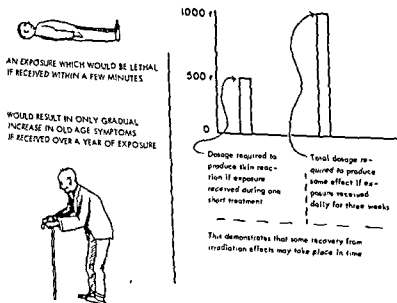 AN EXPOSURE WHICH WOULD BE LETHAL
IF RECEIVED WITHIN A FEW MINUTES
WOULD RESULT IN ONLY GRADUAL
INCREASE IN OLD AGE SYMPTOMS
IF RECEIVED OVER A YEAR OF EXPOSURE
1000 r
500 r
0
Dosage required to
produce skin reac-
tion if exposure
received during one
short treatment
Total dosage re-
quired to produce
same effect if ex-
posure received
daily for three weeks
This demonstrates that some recovery from
irradiation effects may take place in time